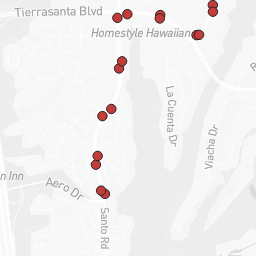 Tierrasanta Blvd
Homestyle Hawaiian
La Cuenta Dr
Viacha Dr
n Inn
Aero Dr
Santo Rd